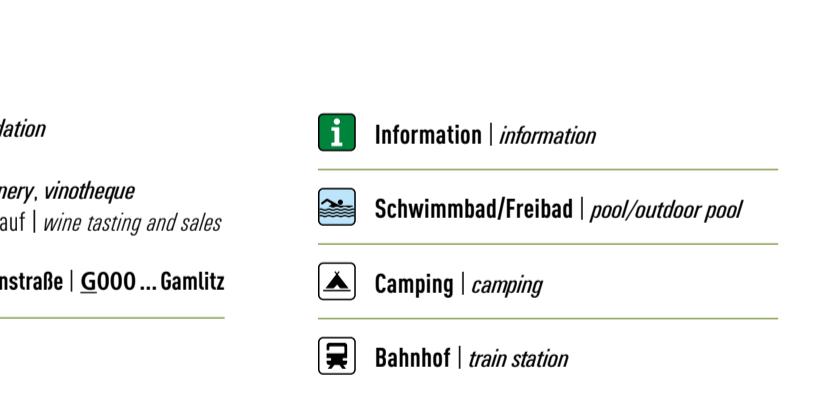 dation
nery, vinotheque
auf | wine tasting and sales
nstraße | G000 ... Gamlitz
i
Information | information
Schwimmbad/Freibad | pool/outdoor pool
Camping | camping
Bahnhof | train station